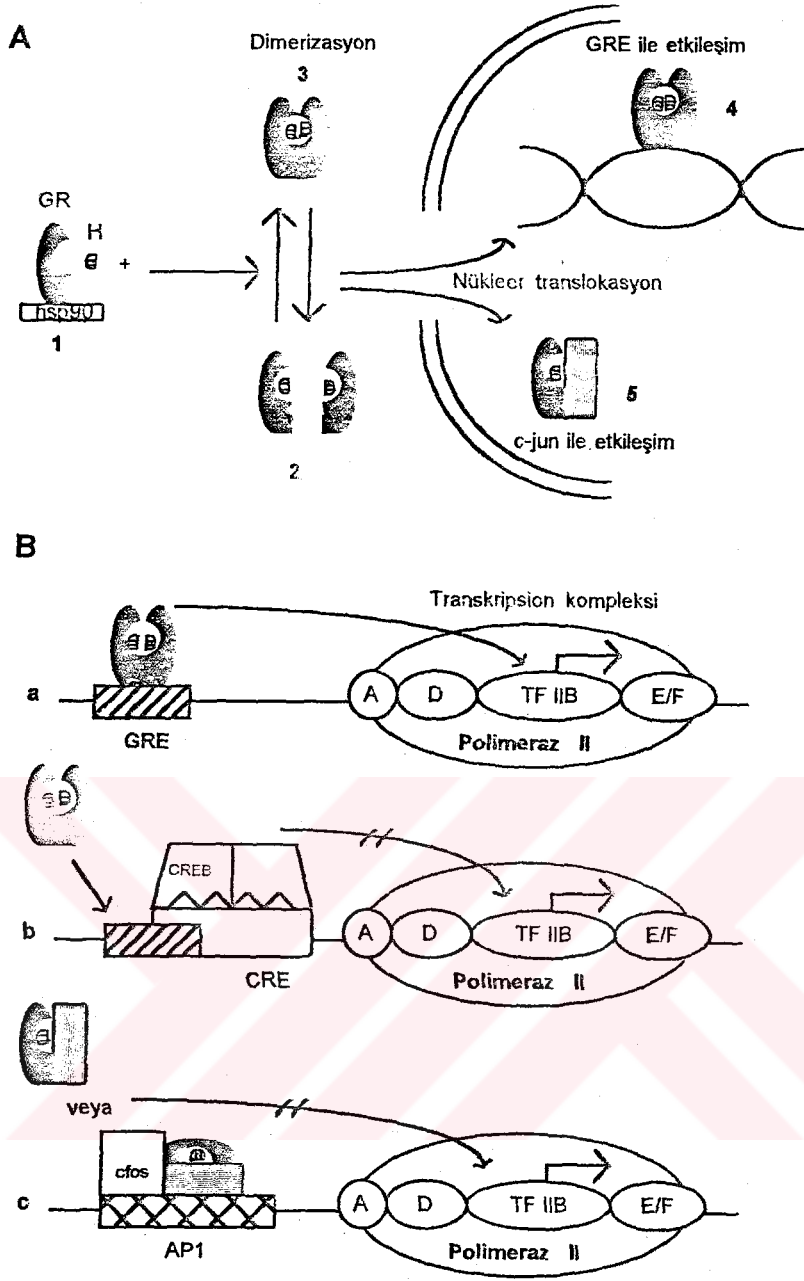 A
Dimerizasyon
3
GRE ile etkileşim
4
GR
H
+
hsp90
1
Nükleer translokasyon
2
5
c-jun ile etkileşim
B
Transkripsion kompleksi
a
GRE
A
D
TF IIB
E/F
Polimeraz II
b
CREB
CRE
A
D
TF IIB
E/F
Polimeraz II
veya
c
cfos
AP1
A
D
TF IIB
E/F
Polimeraz II